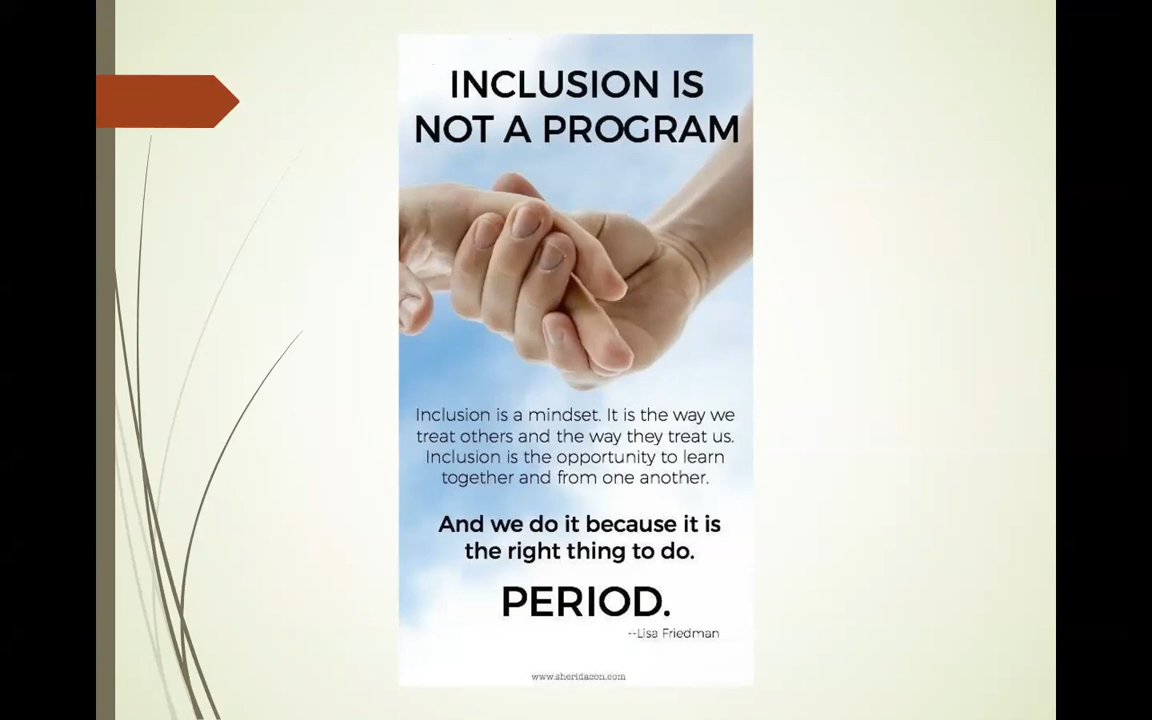 INCLUSION IS
NOT A PROGRAM
Inclusion is a mindset. It is the way we
treat others and the way they treat us.
Inclusion is the opportunity to learn
together and from one another.
And we do it because it is
the right thing to do.
PERIOD.
--Lisa Friedman
www.sheridacon.com